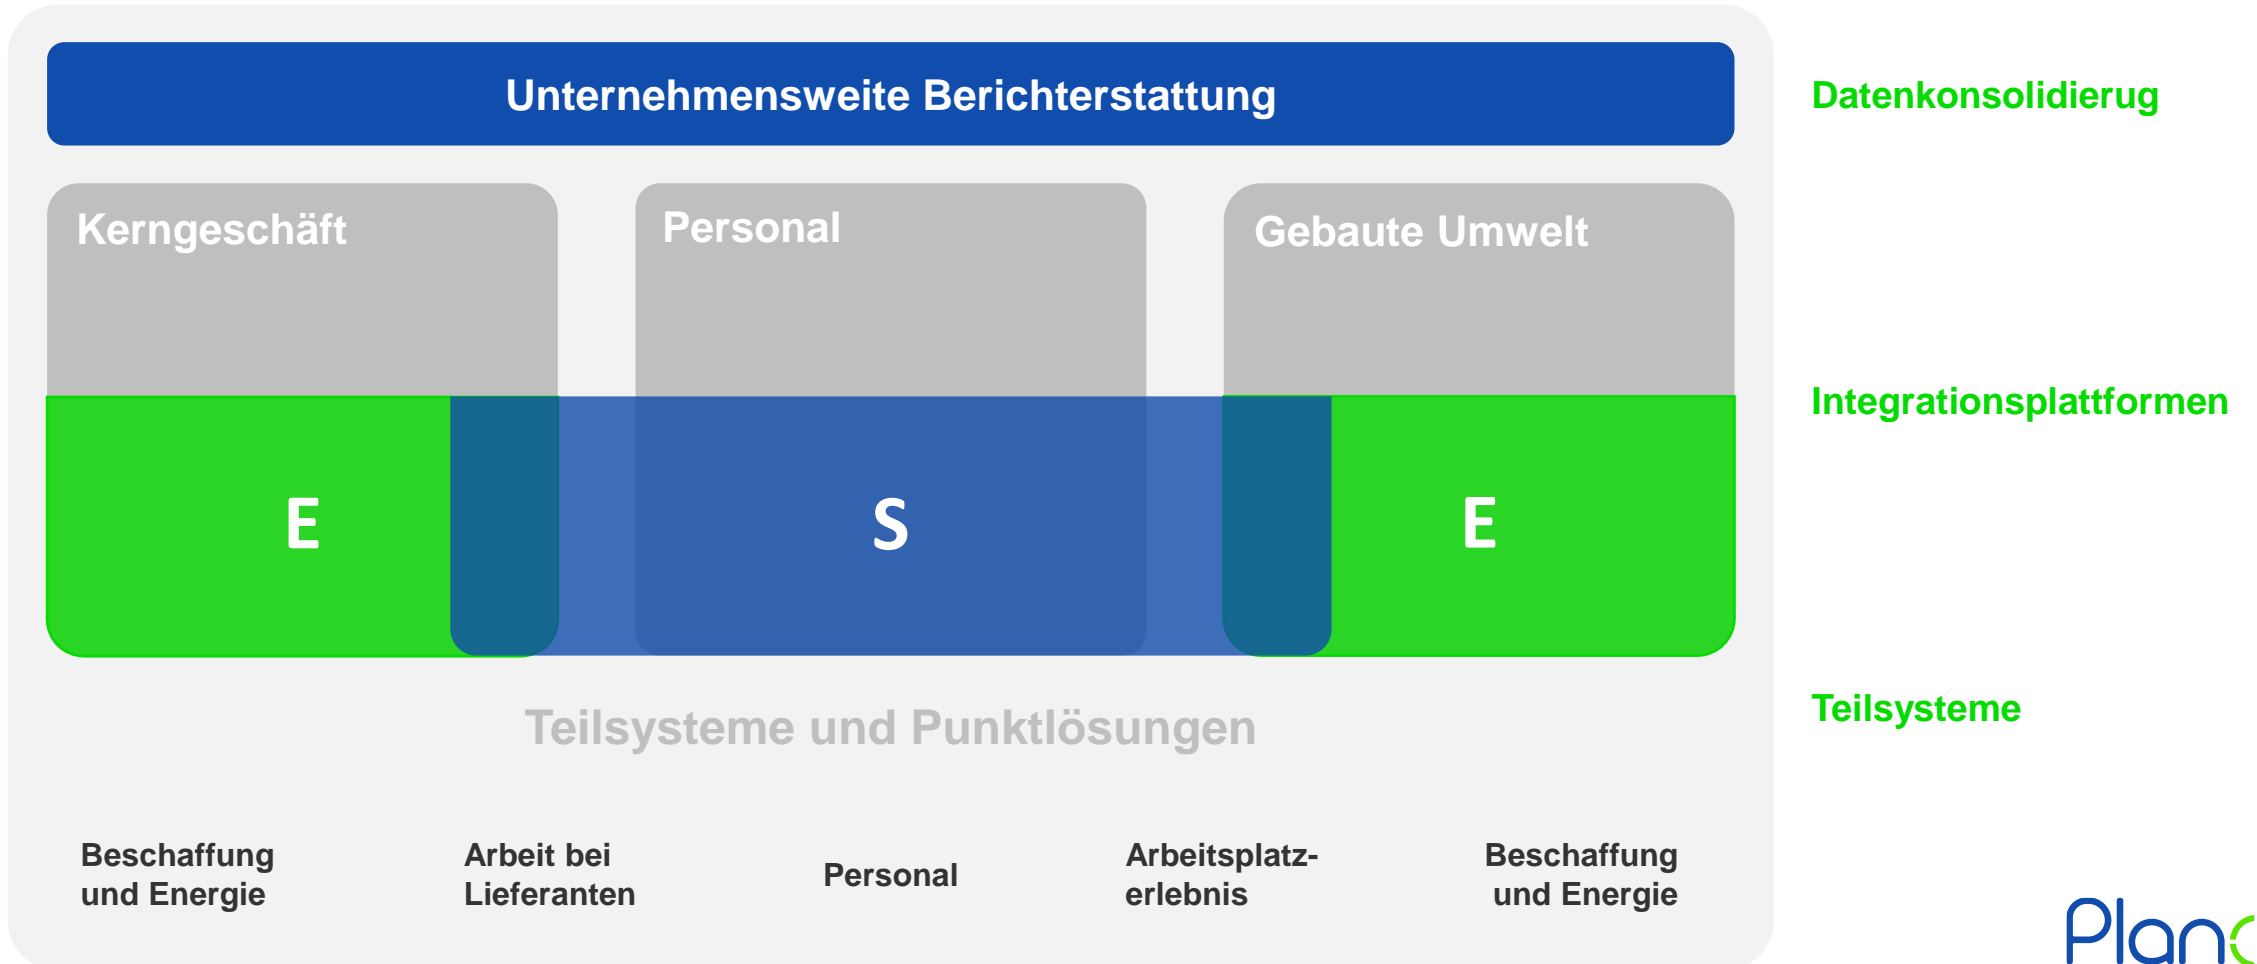 Unternehmensweite Berichterstattung
Datenkonsolidierug
Kerngeschäft
Personal
Gebaute Umwelt
Integrationsplattformen
E
S
E
Teilsysteme und Punktlösungen
Teilsysteme
Beschaffung
und Energie
Arbeit bei
Lieferanten
Personal
Arbeitsplatz-
erlebnis
Beschaffung
und Energie